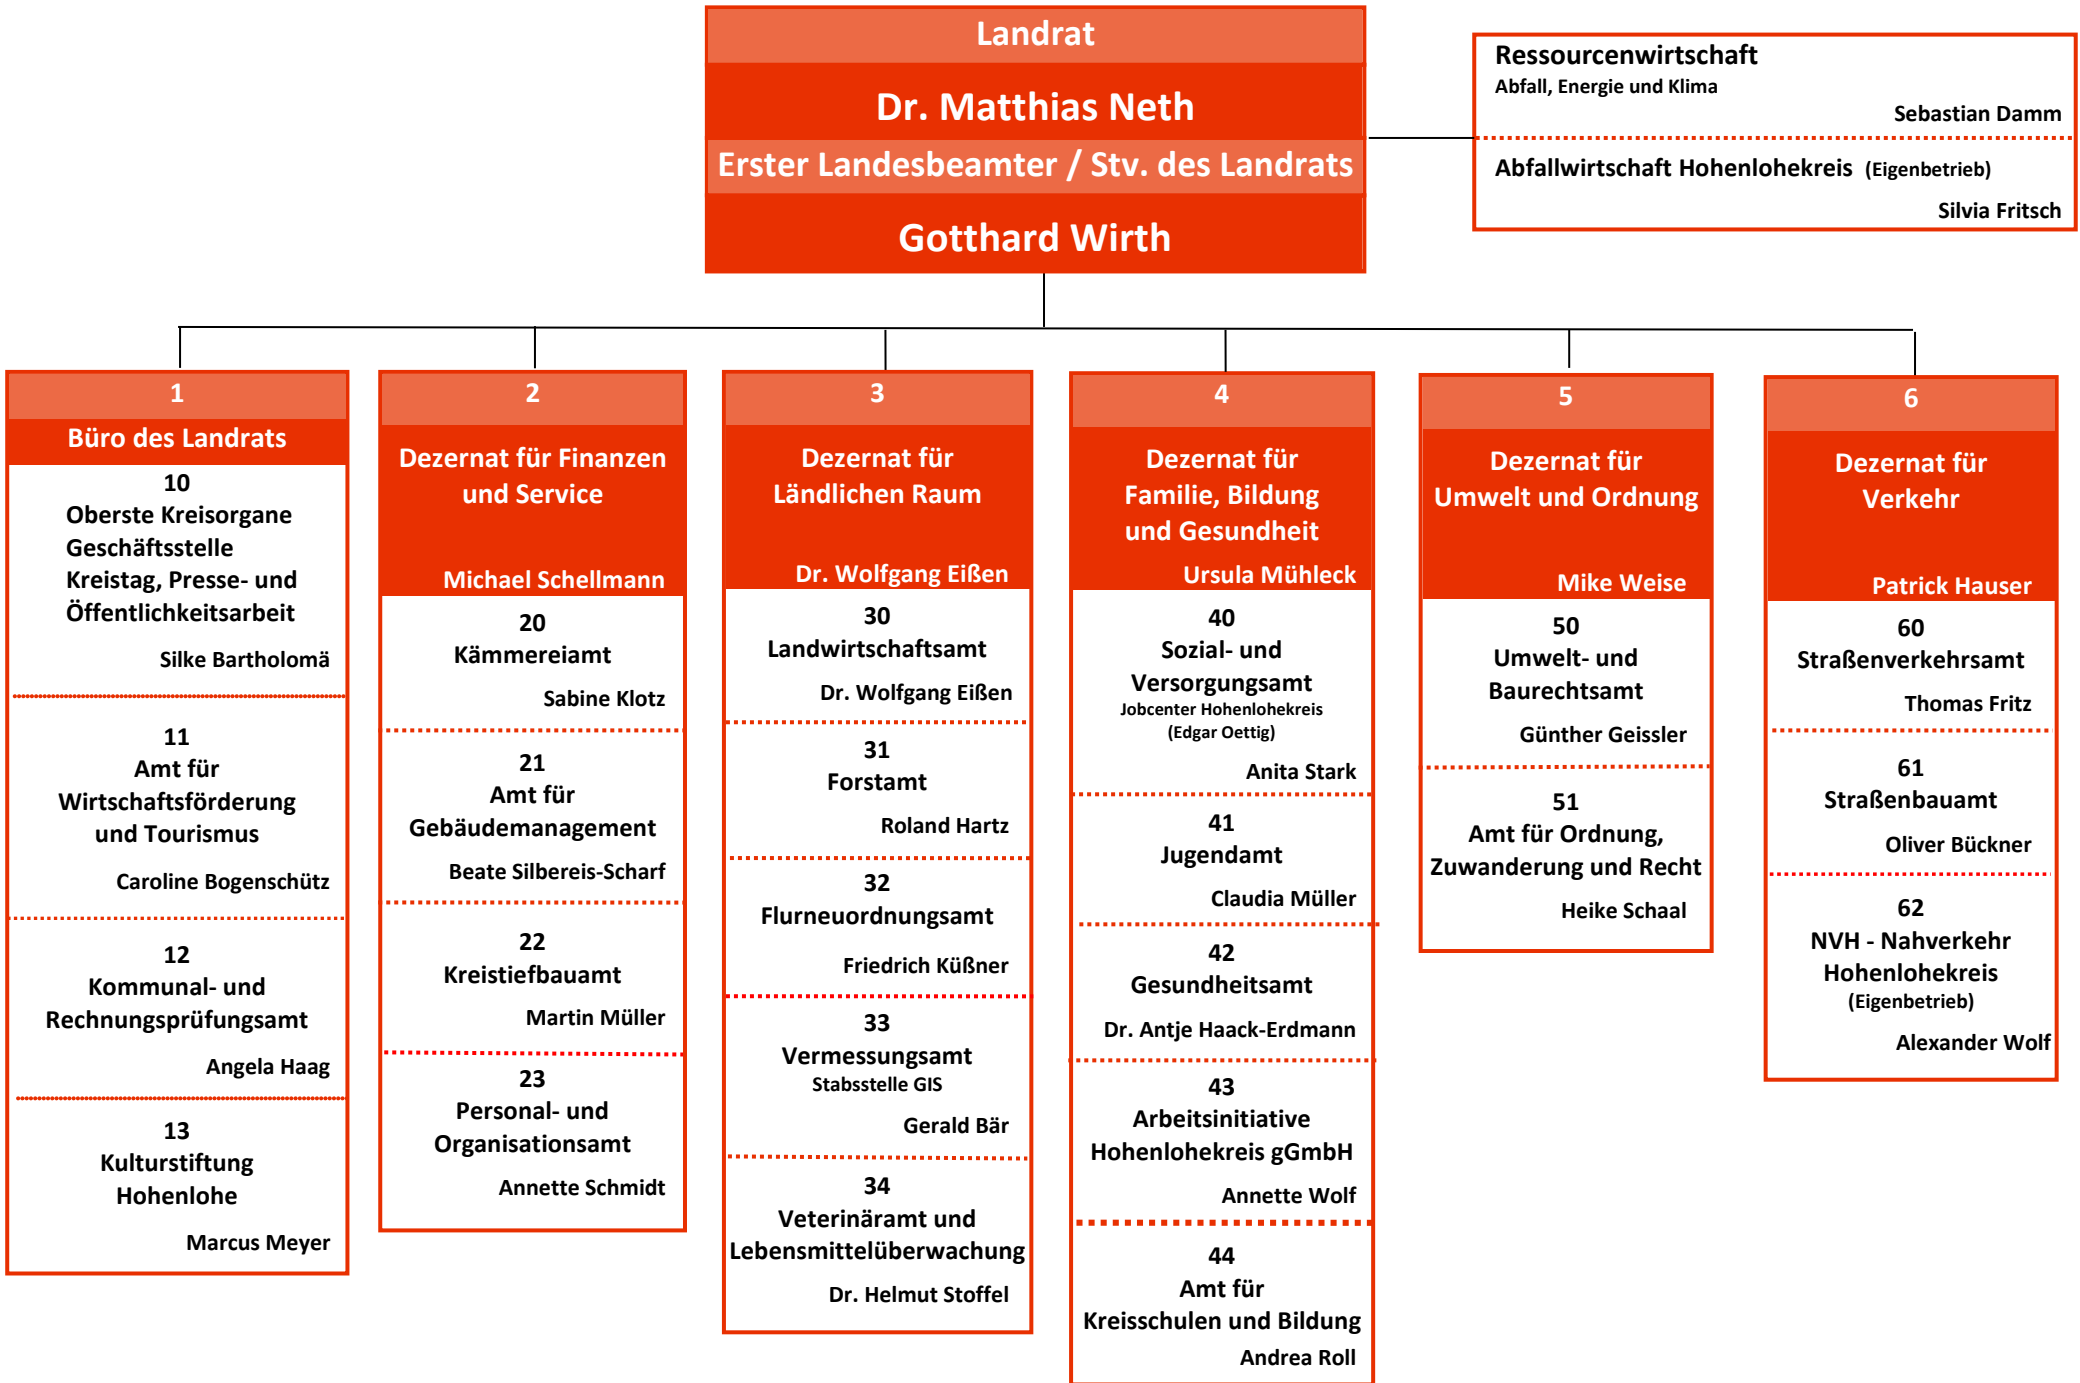 Landrat
Dr. Matthias Neth
Erster Landesbeamter / Stv. des Landrats
Gotthard Wirth
Ressourcenwirtschaft
Abfall, Energie und Klima
Sebastian Damm
Abfallwirtschaft Hohenlohekreis (Eigenbetrieb)
Silvia Fritsch
1
Büro des Landrats
10
Oberste Kreisorgane
Geschäftsstelle
Kreistag, Presse- und
Öffentlichkeitsarbeit
Silke Bartholomä
11
Amt für
Wirtschaftsförderung
und Tourismus
Caroline Bogenschütz
12
Kommunal- und
Rechnungsprüfungsamt
Angela Haag
13
Kulturstiftung
Hohenlohe
Marcus Meyer
2
Dezernat für Finanzen
und Service
Michael Schellmann
20
Kämmereiamt
Sabine Klotz
21
Amt für
Gebäudemanagement
Beate Silbereis-Scharf
22
Kreistiefbauamt
Martin Müller
23
Personal- und
Organisationsamt
Annette Schmidt
3
Dezernat für
Ländlichen Raum
Dr. Wolfgang Eißen
30
Landwirtschaftsamt
Dr. Wolfgang Eißen
31
Forstamt
Roland Hartz
32
Flurneuordnungsamt
Friedrich Küßner
33
Vermessungsamt
Stabsstelle GIS
Gerald Bär
34
Veterinäramt und
Lebensmittelüberwachung
Dr. Helmut Stoffel
4
Dezernat für
Familie, Bildung
und Gesundheit
Ursula Mühleck
40
Sozial- und
Versorgungsamt
Jobcenter Hohenlohekreis
(Edgar Oettig)
Anita Stark
41
Jugendamt
Claudia Müller
42
Gesundheitsamt
Dr. Antje Haack-Erdmann
43
Arbeitsinitiative
Hohenlohekreis gGmbH
Annette Wolf
44
Amt für
Kreisschulen und Bildung
Andrea Roll
5
Dezernat für
Umwelt und Ordnung
Mike Weise
50
Umwelt- und
Baurechtsamt
Günther Geissler
51
Amt für Ordnung,
Zuwanderung und Recht
Heike Schaal
6
Dezernat für
Verkehr
Patrick Hauser
60
Straßenverkehrsamt
Thomas Fritz
61
Straßenbauamt
Oliver Bückner
62
NVH - Nahverkehr
Hohenlohekreis
(Eigenbetrieb)
Alexander Wolf